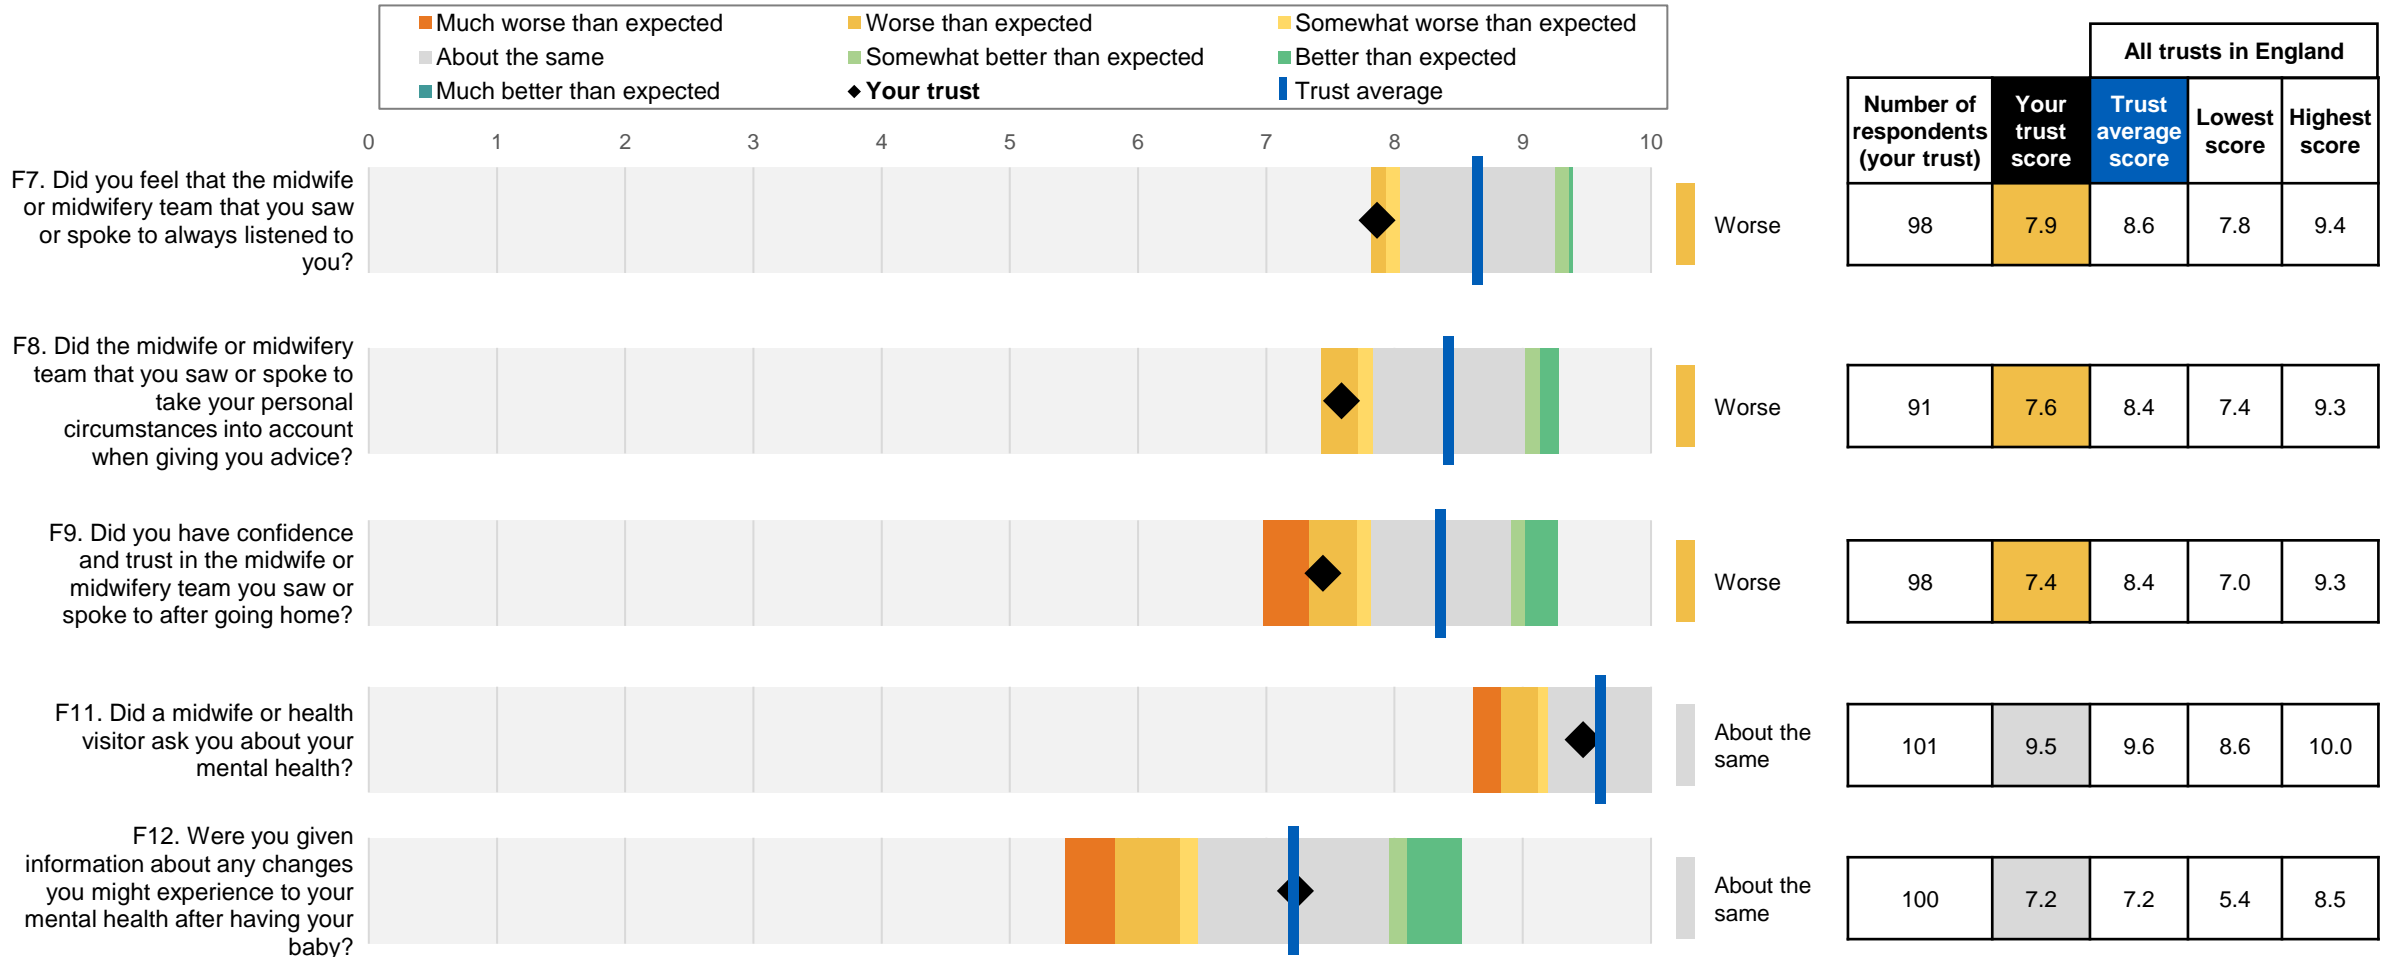 Much worse than expected
Worse than expected
Somewhat worse than expected
About the same
Somewhat better than expected
Better than expected
Much better than expected
Your trust
Trust average
All trusts in England
Number of respondents (your trust)
Your trust score
Trust average score
Lowest score
Highest score
0 1 2 3 4 5 6 7 8 9 10
F7. Did you feel that the midwife
or midwifery team that you saw
or spoke to always listened to
you?
Worse
98 7.9 8.6 7.8 9.4
F8. Did the midwife or midwifery
team that you saw or spoke to
take your personal
circumstances into account
when giving you advice?
Worse
91 7.6 8.4 7.4 9.3
F9. Did you have confidence
and trust in the midwife or
midwifery team you saw or
spoke to after going home?
Worse
98 7.4 8.4 7.0 9.3
F11. Did a midwife or health
visitor ask you about your
mental health?
About the
same
101 9.5 9.6 8.6 10.0
F12. Were you given
information about any changes
you might experience to your
mental health after having your
baby?
About the
same
100 7.2 7.2 5.4 8.5